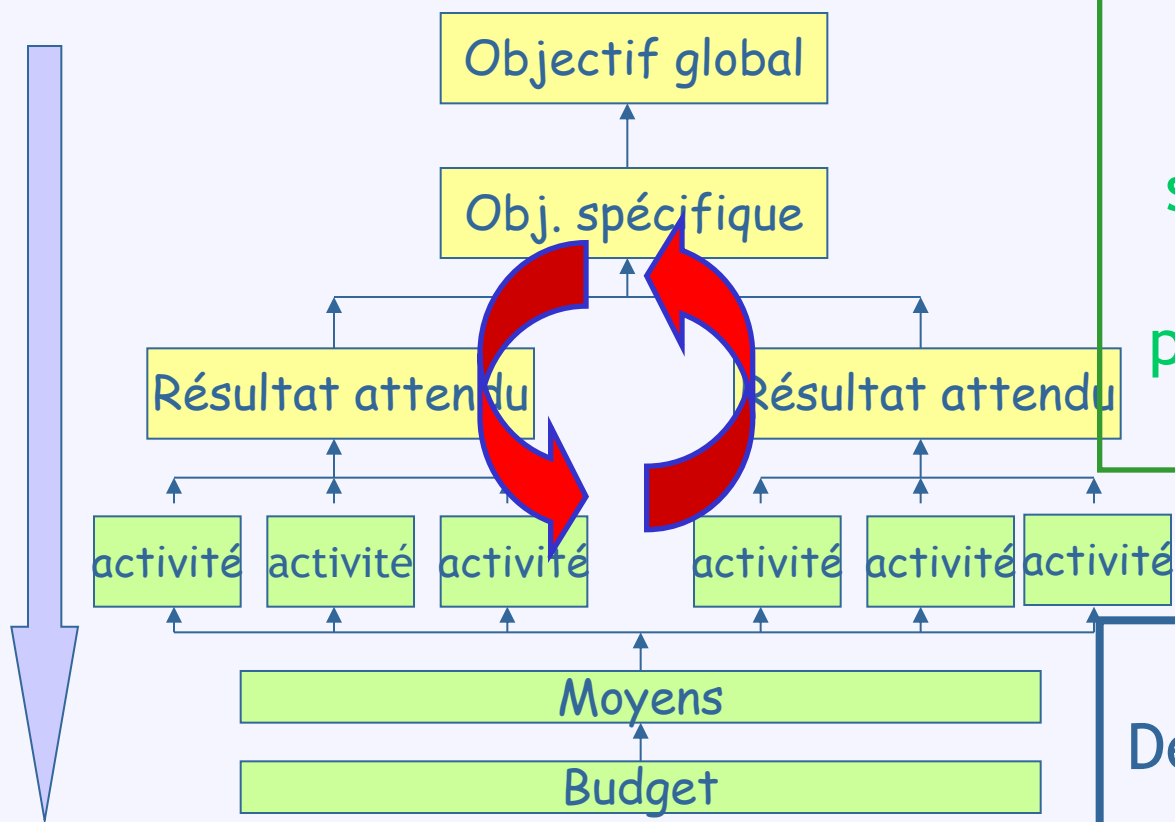 Objectif global
Obj. spécifique
Résultat attendu
Résultat attendu
activité
activité
activité
activité
activité
activité
Moyens
Budget